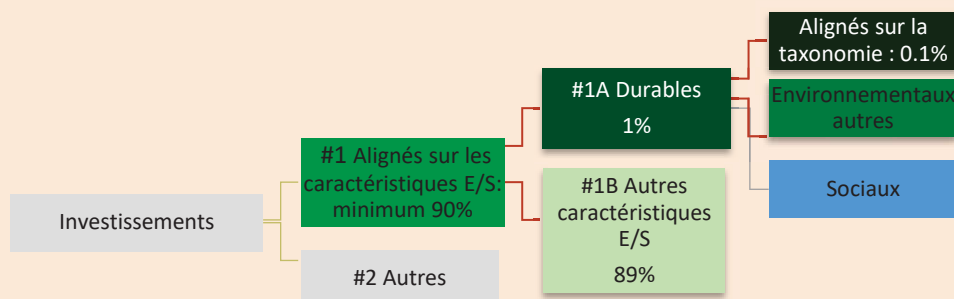 Investissements
#1 Alignés sur les
caractéristiques E/S:
minimum 90%
#2 Autres
#1A Durables
1%
#1B Autres
caractéristiques
E/S
89%
Alignés sur la
taxonomie : 0.1%
Environnementaux
autres
Sociaux